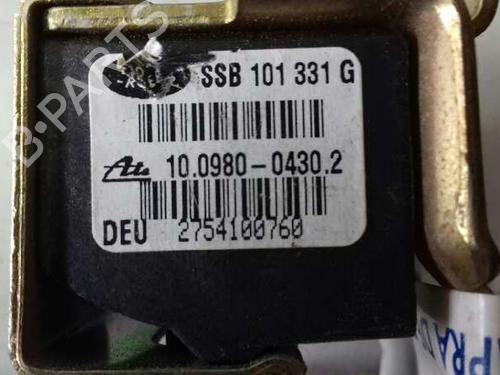 SSB 101 331 G
Ate 10.0980-0430.2
DEU 2754100760
B-PARTS